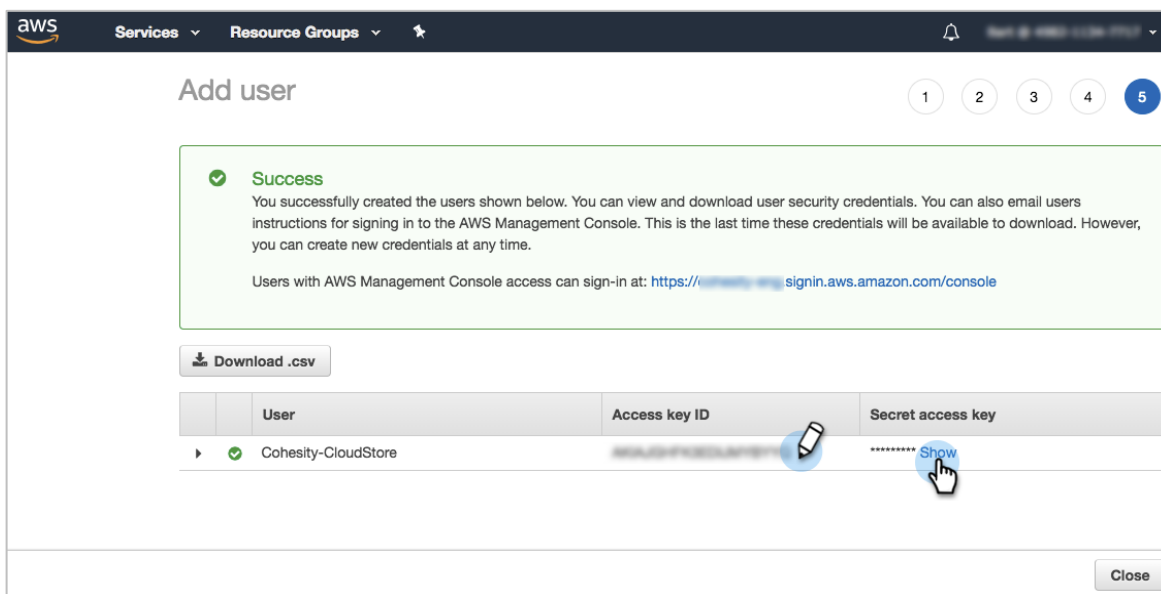 aws
Services Resource Groups
Add user
1 2 3 4 5
Success
You successfully created the users shown below. You can view and download user security credentials. You can also email users
instructions for signing in to the AWS Management Console. This is the last time these credentials will be available to download. However,
you can create new credentials at any time.
Users with AWS Management Console access can sign-in at: https:// signin.aws.amazon.com/console
Download .csv
User Access key ID Secret access key
Cohesity-CloudStore ********* Show
Close